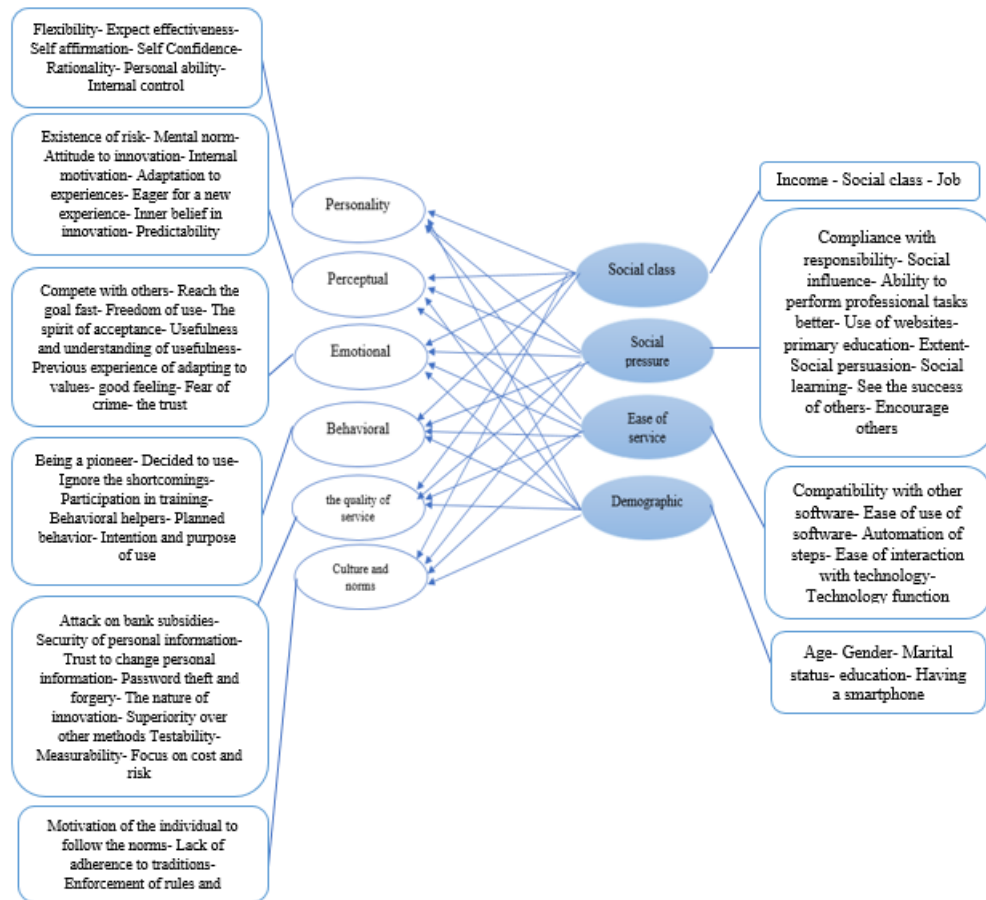 Flexibility- Expect effectiveness-
Self affirmation- Self Confidence-
Rationality- Personal ability-
Internal control
Existence of risk- Mental norm-
Attitude to innovation- Internal
motivation- Adaptation to
experiences- Eager for a new
experience- Inner belief in
innovation- Predictability
Compete with others- Reach the
goal fast- Freedom of use- The
spirit of acceptance- Usefulness
and understanding of usefulness-
Previous experience of adapting to
values- good feeling- Fear of
crime- the trust
Being a pioneer- Decided to use-
Ignore the shortcomings-
Participation in training-
Behavioral helpers- Planned
behavior- Intention and purpose
of use
Attack on bank subsidies-
Security of personal information-
Trust to change personal
information- Password theft and
forgery- The nature of
innovation- Superiority over
other methods Testability-
Measurability- Focus on cost and
risk
Motivation of the individual to
follow the norms- Lack of
adherence to traditions-
Enforcement of rules and
Personality
Perceptual
Emotional
Behavioral
the quality of
service
Culture and
norms
Social class
Social
pressure
Ease of
service
Demographic
Income - Social class - Job
Compliance with
responsibility- Social
influence- Ability to
perform professional tasks
better- Use of websites-
primary education- Extent-
Social persuasion- Social
learning- See the success
of others- Encourage
others
Compatibility with other
software- Ease of use of
software- Automation of
steps- Ease of interaction
with technology-
Technology function
Age- Gender- Marital
status- education- Having
a smartphone